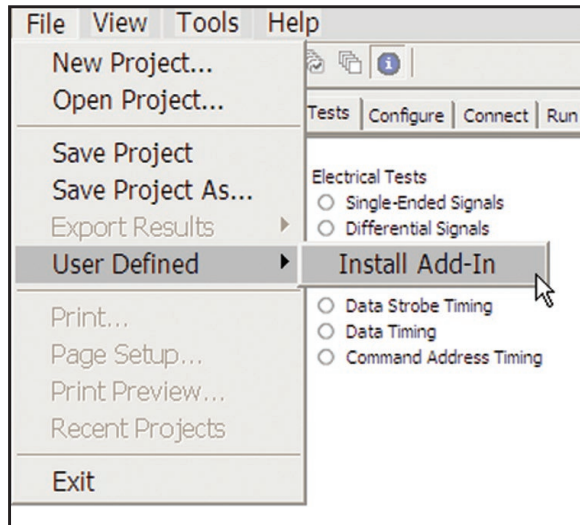 File View Tools Help
New Project...
Open Project...
Save Project
Save Project As...
Export Results
User Defined
Install Add-In
Print...
Page Setup...
Print Preview...
Recent Projects
Exit
Tests Configure Connect Run
Electrical Tests
Single-Ended Signals
Differential Signals
Data Strobe Timing
Data Timing
Command Address Timing